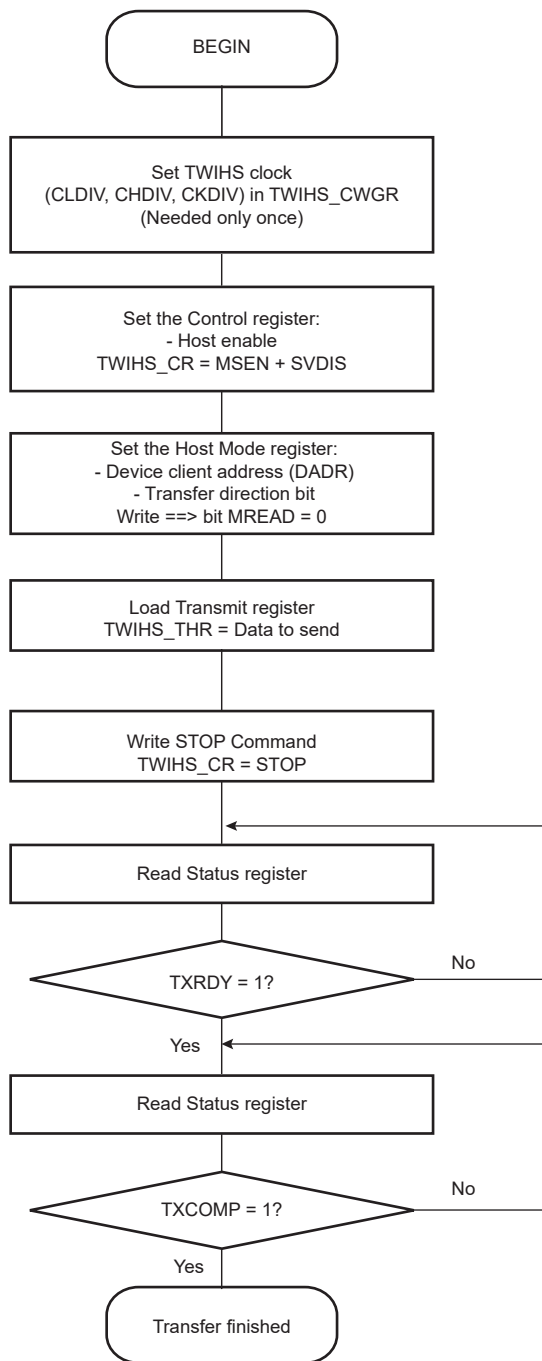 BEGIN
Set TWIHS clock
(CLDIV, CHDIV, CKDIV) in TWIHS_CWGR
(Needed only once)
Set the Control register:
- Host enable
TWIHS_CR = MSEN + SVDIS
Set the Host Mode register:
- Device client address (DADR)
- Transfer direction bit
Write ==> bit MREAD = 0
Load Transmit register
TWIHS_THR = Data to send
Write STOP Command
TWIHS_CR = STOP
Read Status register
TXRDY = 1?
No
Yes
Read Status register
TXCOMP = 1?
No
Yes
Transfer finished